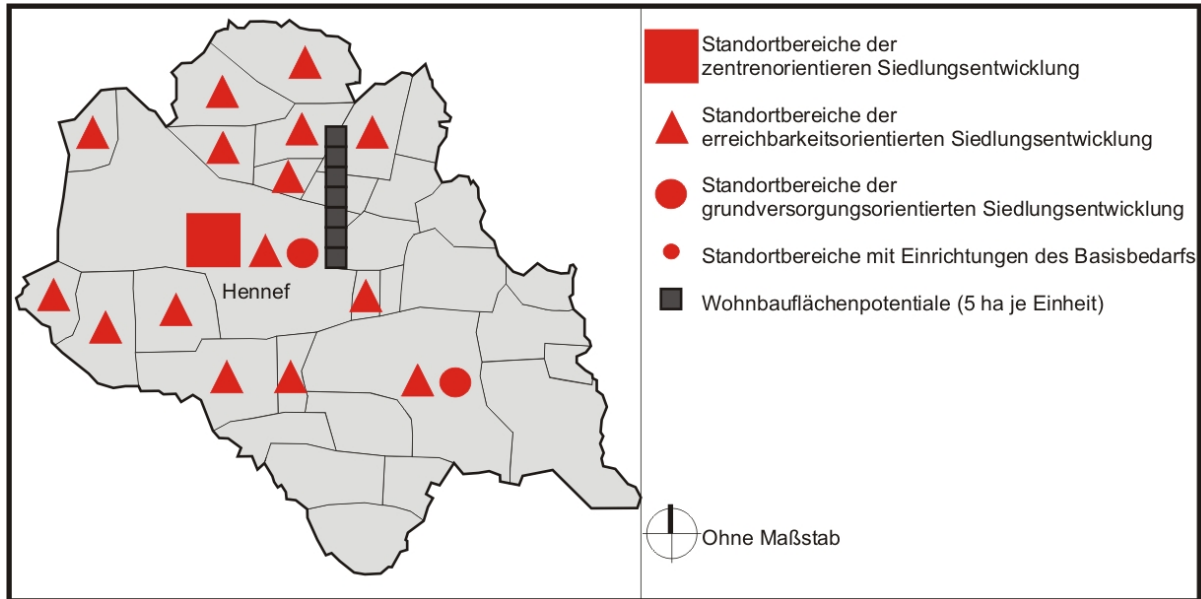 Standortbereiche der
zentrenorientieren Siedlungsentwicklung
Standortbereiche der
erreichbarkeitsorientierten Siedlungsentwicklung
Standortbereiche der
grundversorgungsorientierten Siedlungsentwicklung
Standortbereiche mit Einrichtungen des Basisbedarfs
Wohnbauflächenpotentiale (5 ha je Einheit)
Hennef
Ohne Maßstab